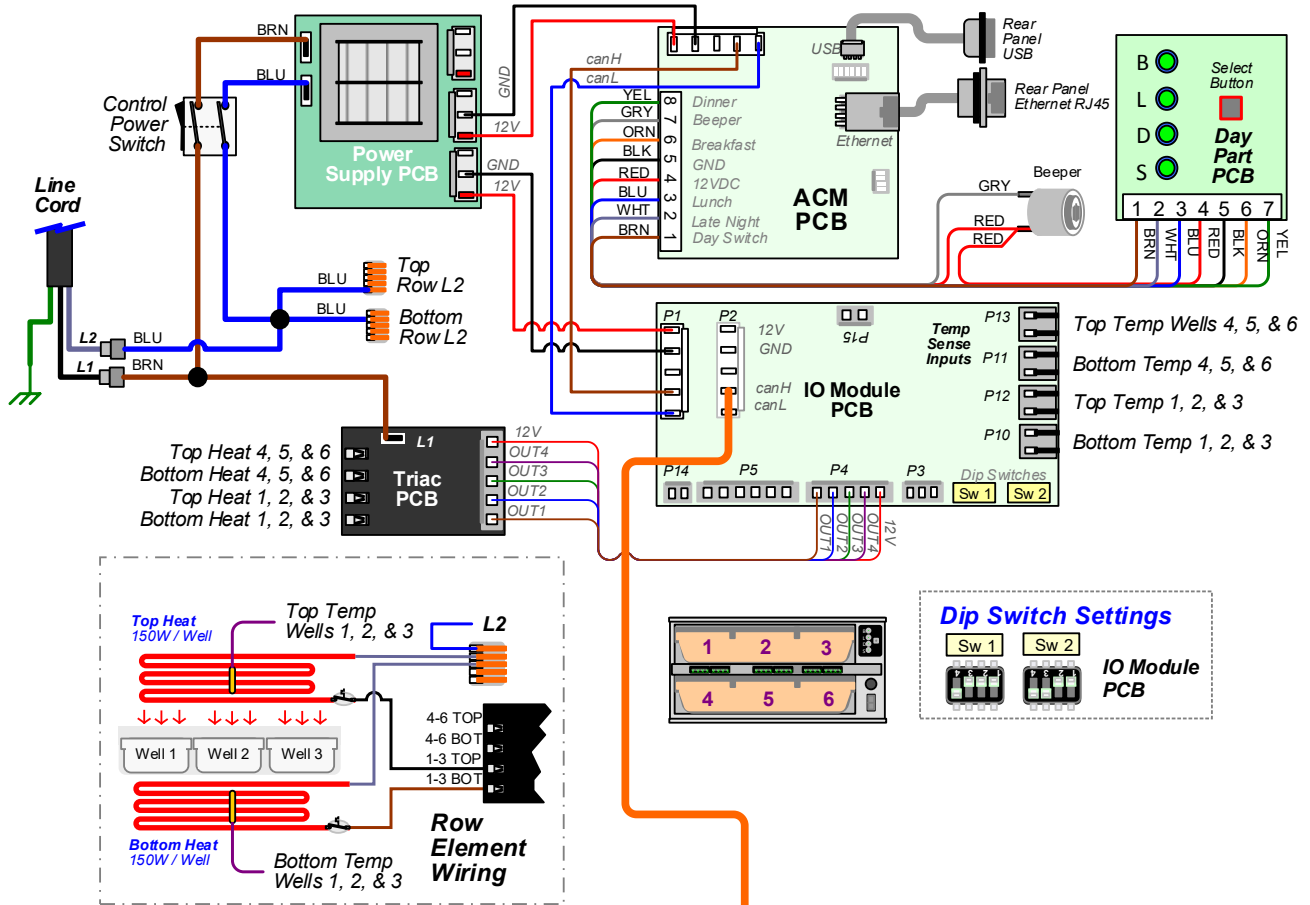 BRN
BLU
Control
Power
Switch
Power
Supply PCB
GND
12V
GND
12V
canH
canL
Line
Cord
L2
BLU
L1
BRN
BLU
Top
Row L2
BLU
Bottom
Row L2
USB
Rear
Panel
USB
Rear Panel
Ethernet RJ45
Ethernet
ACM
PCB
YEL 8 Dinner
GRY 7 Beeper
ORN 6 Breakfast
BLK 5 GND
RED 4 12VDC
BLU 3 Lunch
WHT 2 Late Night
BRN 1 Day Switch
GRY
RED
RED
Beeper
B
L
D
S
Select
Button
Day
Part
PCB
1 2 3 4 5 6 7
BRN
WHT
BLU
RED
BLK
ORN
YEL
P1
P2
12V
GND
canH
canL
P15
Temp
Sense
Inputs
IO Module
PCB
P13 Top Temp Wells 4, 5, & 6
P11 Bottom Temp 4, 5, & 6
P12 Top Temp 1, 2, & 3
P10 Bottom Temp 1, 2, & 3
P14
P5
P4
P3
Dip Switches
Sw 1 Sw 2
OUT1
OUT2
OUT3
OUT4
12V
L1
Triac
PCB
Top Heat 4, 5, & 6
Bottom Heat 4, 5, & 6
Top Heat 1, 2, & 3
Bottom Heat 1, 2, & 3
12V
OUT4
OUT3
OUT2
OUT1
Top Heat
150W / Well
Top Temp
Wells 1, 2, & 3
L2
Well 1 Well 2 Well 3
4-6 TOP
4-6 BOT
1-3 TOP
1-3 BOT
Bottom Heat
150W / Well
Bottom Temp
Wells 1, 2, & 3
Row
Element
Wiring
1 2 3
4 5 6
Dip Switch Settings
Sw 1 Sw 2
4 3 2 1
4 3 2 1
IO Module
PCB